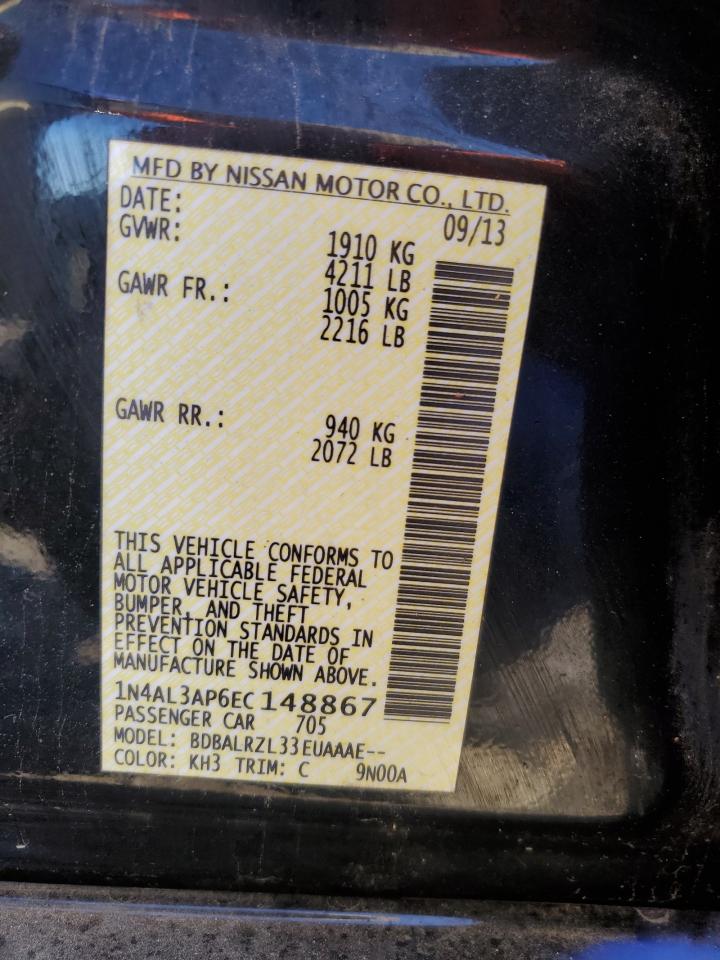 MFD BY NISSAN MOTOR CO., LTD.
DATE: 09/13
GVWR: 1910 KG
4211 LB
GAWR FR.: 1005 KG
2216 LB
GAWR RR.: 940 KG
2072 LB
THIS VEHICLE CONFORMS TO
ALL APPLICABLE FEDERAL
MOTOR VEHICLE SAFETY,
BUMPER, AND THEFT
PREVENTION STANDARDS IN
EFFECT ON THE DATE OF
MANUFACTURE SHOWN ABOVE.
1N4AL3AP6EC148867
PASSENGER CAR 705
MODEL: BDBALRZL33EUAAAE--
COLOR: KH3 TRIM: C 9N00A